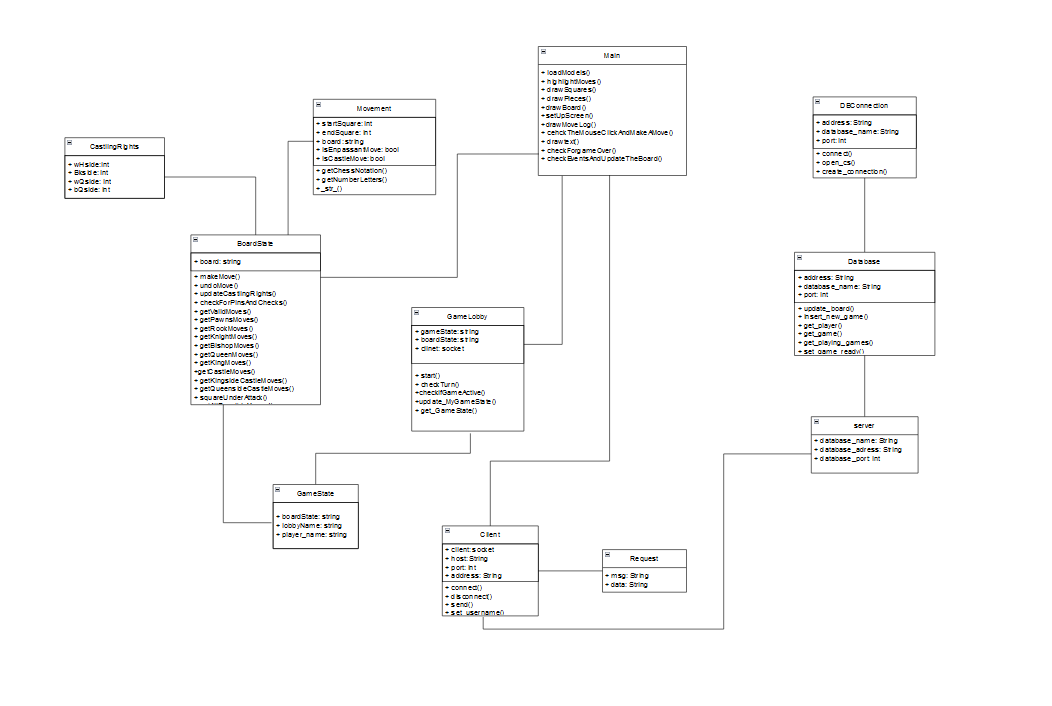 Main
+ loadModels()
+ highlightMoves()
+ drawSquares()
+ drawPieces()
+ drawBoard()
+setUpScreen()
+drawMoveLog()
+ cehckTheMouseClickAndMakeAMove()
+ drawtext()
+ checkForgameOver()
+ checkEventsAndUpdateTheBoard()
Movement
+ startSquare: int
+ endSquare: int
+ board :string
+ isEnpassantMove: bool
+ isCastleMove: bool
+ getChessNotation()
+ getNumberLetters()
+ _str_()
DBConnection
+ address: String
+ database_name: String
+ port: int
+ connect()
+ open_cs()
+ create_connection()
CastlingRights
+ wHside:int
+ Bkside: int
+ wQside: int
+ bQside: int
BoardState
+ board: string
+ makeMove()
+ undoMove()
+ updateCastlingRights()
+ checkForPinsAndChecks()
+ getValidMoves()
+ getPawnsMoves()
+ getRookMoves()
+ getKnightMoves()
+ getBishopMoves()
+ getQueenMoves()
+ getKingMoves()
+getCastleMoves()
+ getKingsideCastleMoves()
+ getQueensideCastleMoves()
+ squareUnderAttack()
Database
+ address: String
+ database_name: String
+ port: int
+ update_board()
+ insert_new_game()
+ get_player()
+ get_game()
+ get_playing_games()
+ set_game_ready()
GameLobby
+ gameState: string
+ boardState: string
+ clinet: socket
+ start()
+ checkTurn()
+checkifGameActive()
+update_MyGameState()
+ get_GameState()
server
+ database_name: String
+ database_adress: String
+ database_port: int
GameState
+ boardState: string
+ lobbyName: string
+ player_name: string
Client
+ client: socket
+ host: String
+ port: int
+ address: String
+ connect()
+ disconnect()
+ send()
+ set_username()
Request
+ msg: String
+ data: String